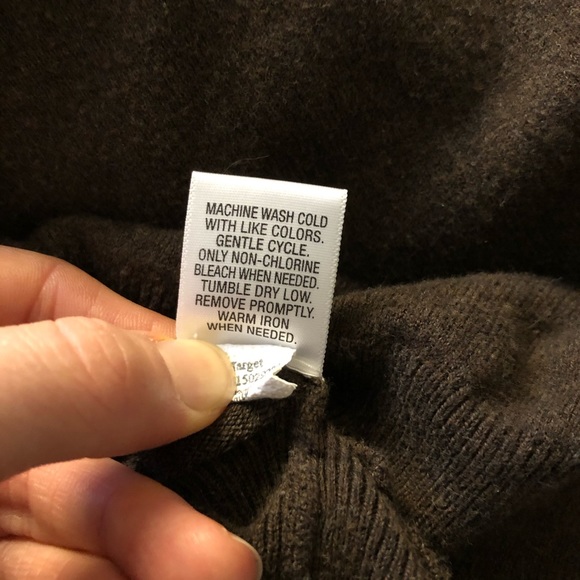 MACHINE WASH COLD
WITH LIKE COLORS.
GENTLE CYCLE.
ONLY NON-CHLORINE
BLEACH WHEN NEEDED.
TUMBLE DRY LOW.
REMOVE PROMPTLY.
WARM IRON
WHEN NEEDED.
Target